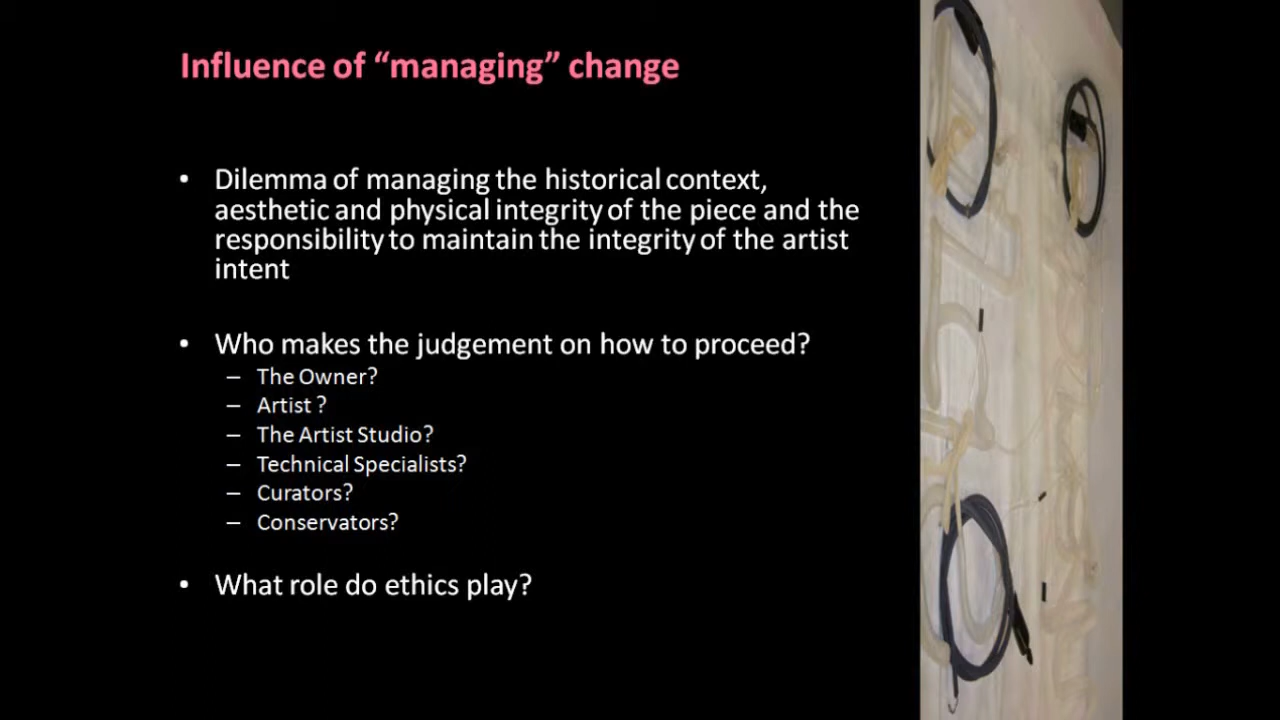 Influence of “managing” change
• Dilemma of managing the historical context,
aesthetic and physical integrity of the piece and the
responsibility to maintain the integrity of the artist
intent
• Who makes the judgement on how to proceed?
– The Owner?
– Artist ?
– The Artist Studio?
– Technical Specialists?
– Curators?
– Conservators?
• What role do ethics play?